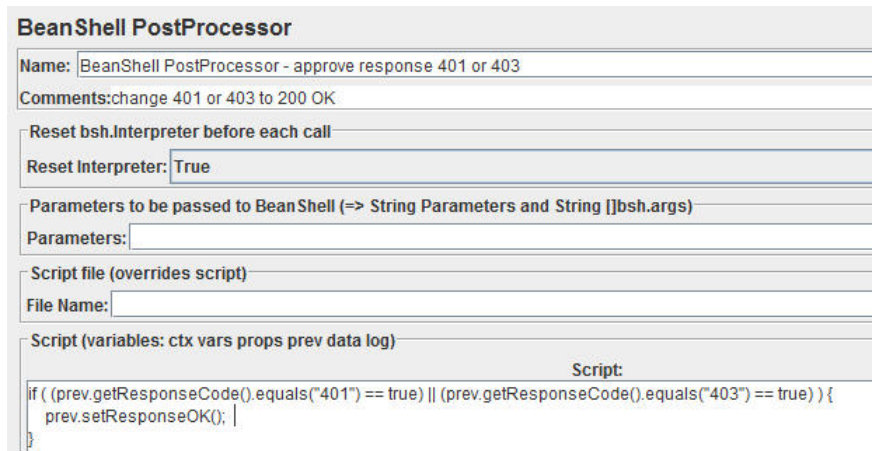 BeanShell PostProcessor
Name: BeanShell PostProcessor - approve response 401 or 403
Comments:change 401 or 403 to 200 OK
Reset bsh.Interpreter before each call
Reset Interpreter: True
Parameters to be passed to BeanShell (=> String Parameters and String []bsh.args)
Parameters:
Script file (overrides script)
File Name:
Script (variables: ctx vars props prev data log)
Script:
if ( (prev.getResponseCode().equals("401") == true) || (prev.getResponseCode().equals("403") == true) ) {
prev.setResponseOK();
}